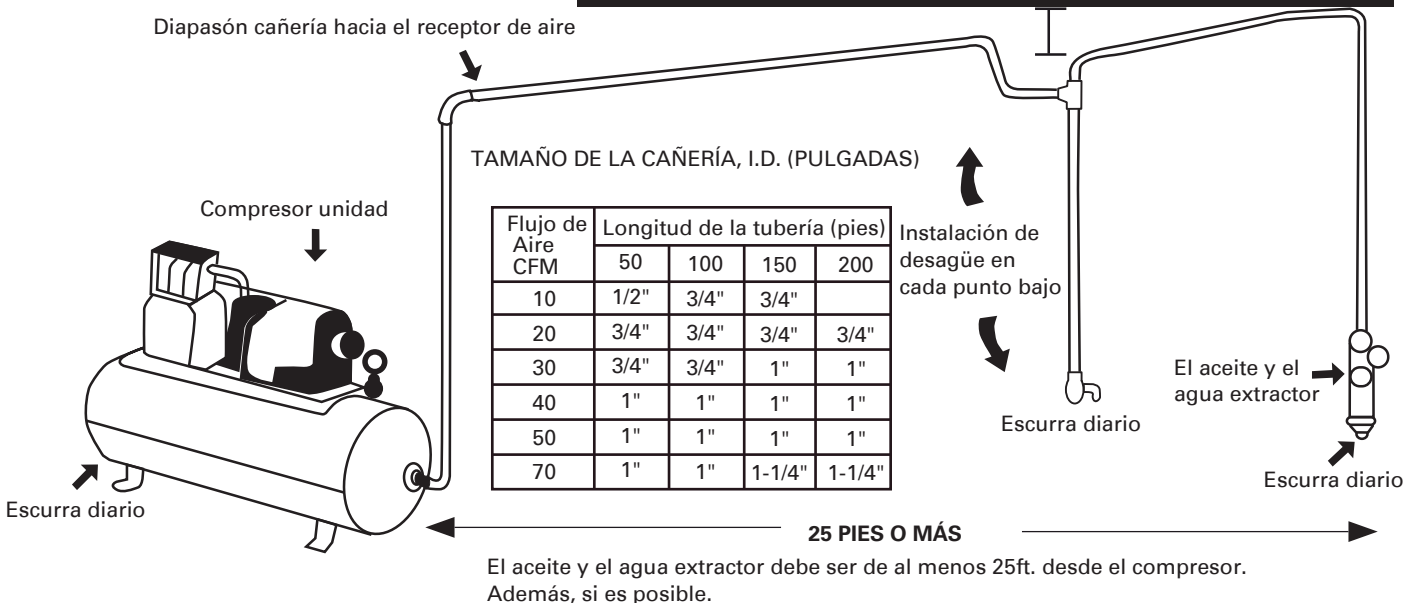 Diapasón cañería hacia el receptor de aire
TAMAÑO DE LA CAÑERÍA, I.D. (PULGADAS)
Compresor unidad
Flujo de Aire CFM
Longitud de la tubería (pies)
50 100 150 200
10 1/2" 3/4" 3/4"
20 3/4" 3/4" 3/4" 3/4"
30 3/4" 3/4" 1" 1"
40 1" 1" 1" 1"
50 1" 1" 1" 1"
70 1" 1" 1-1/4" 1-1/4"
Instalación de
desagüe en
cada punto bajo
El aceite y el
agua extractor
Escurra diario
Escurra diario
Escurra diario
25 PIES O MÁS
El aceite y el agua extractor debe ser de al menos 25ft. desde el compresor.
Además, si es posible.